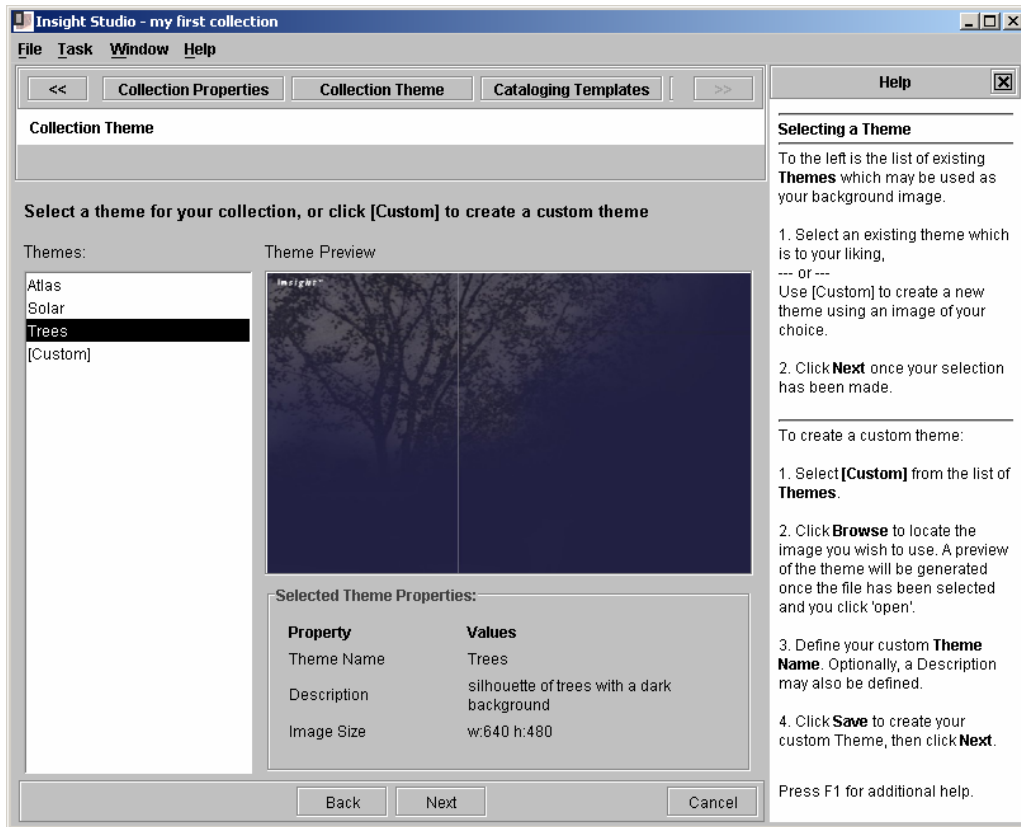 Insight Studio - my first collection
File Task Window Help
<< Collection Properties Collection Theme Cataloging Templates >>
Collection Theme
Select a theme for your collection, or click [Custom] to create a custom theme
Themes:
Atlas
Solar
Trees
[Custom]
Theme Preview
Insight™
Selected Theme Properties:
Property Values
Theme Name Trees
Description silhouette of trees with a dark
background
Image Size w:640 h:480
Back Next Cancel
Help
Selecting a Theme
To the left is the list of existing
Themes which may be used as
your background image.
1. Select an existing theme which
is to your liking,
--- or ---
Use [Custom] to create a new
theme using an image of your
choice.
2. Click Next once your selection
has been made.
To create a custom theme:
1. Select [Custom] from the list of
Themes.
2. Click Browse to locate the
image you wish to use. A preview
of the theme will be generated
once the file has been selected
and you click 'open'.
3. Define your custom Theme
Name. Optionally, a Description
may also be defined.
4. Click Save to create your
custom Theme, then click Next.
Press F1 for additional help.